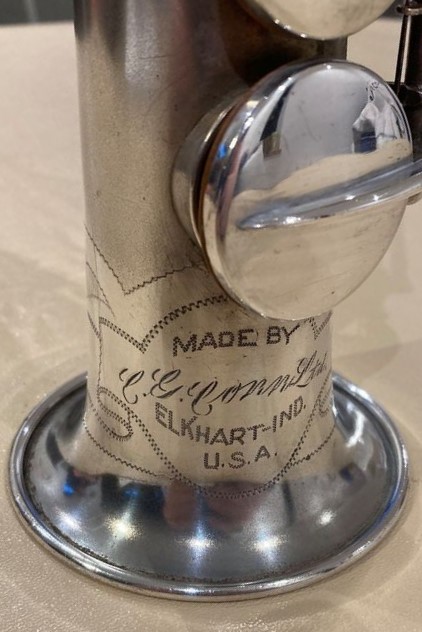 MADE BY
C.G. Conn Ltd.
ELKHART-IND.
U.S.A.